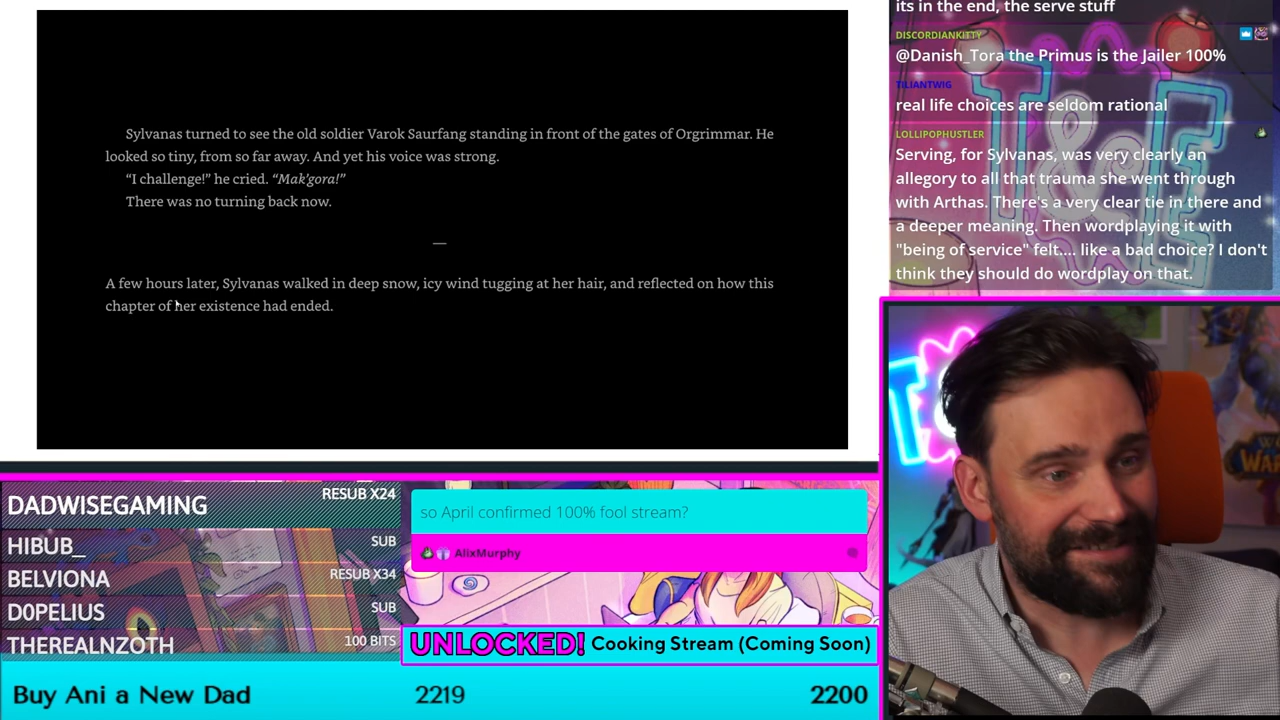 Sylvanas turned to see the old soldier Varok Saurfang standing in front of the gates of Orgrimmar. He
looked so tiny, from so far away. And yet his voice was strong.
“I challenge!” he cried. “Mak’gora!”
There was no turning back now.
—
A few hours later, Sylvanas walked in deep snow, icy wind tugging at her hair, and reflected on how this
chapter of her existence had ended.
its in the end, the serve stuff
DISCORDIANKITTY
@Danish_Tora the Primus is the Jailer 100%
TILIANTWIG
real life choices are seldom rational
LOLLIPOPHUSTLER
Serving, for Sylvanas, was very clearly an
allegory to all that trauma she went through
with Arthas. There's a very clear tie in there and
a deeper meaning. Then wordplaying it with
"being of service" felt.... like a bad choice? I don't
think they should do wordplay on that.
DADWISEGAMING RESUB X24
HIBUB_ SUB
BELVIONA RESUB X34
D0PELIUS SUB
THEREALNZOTH 100 BITS
so April confirmed 100% fool stream?
AlixMurphy
UNLOCKED! Cooking Stream (Coming Soon)
Buy Ani a New Dad 2219 2200